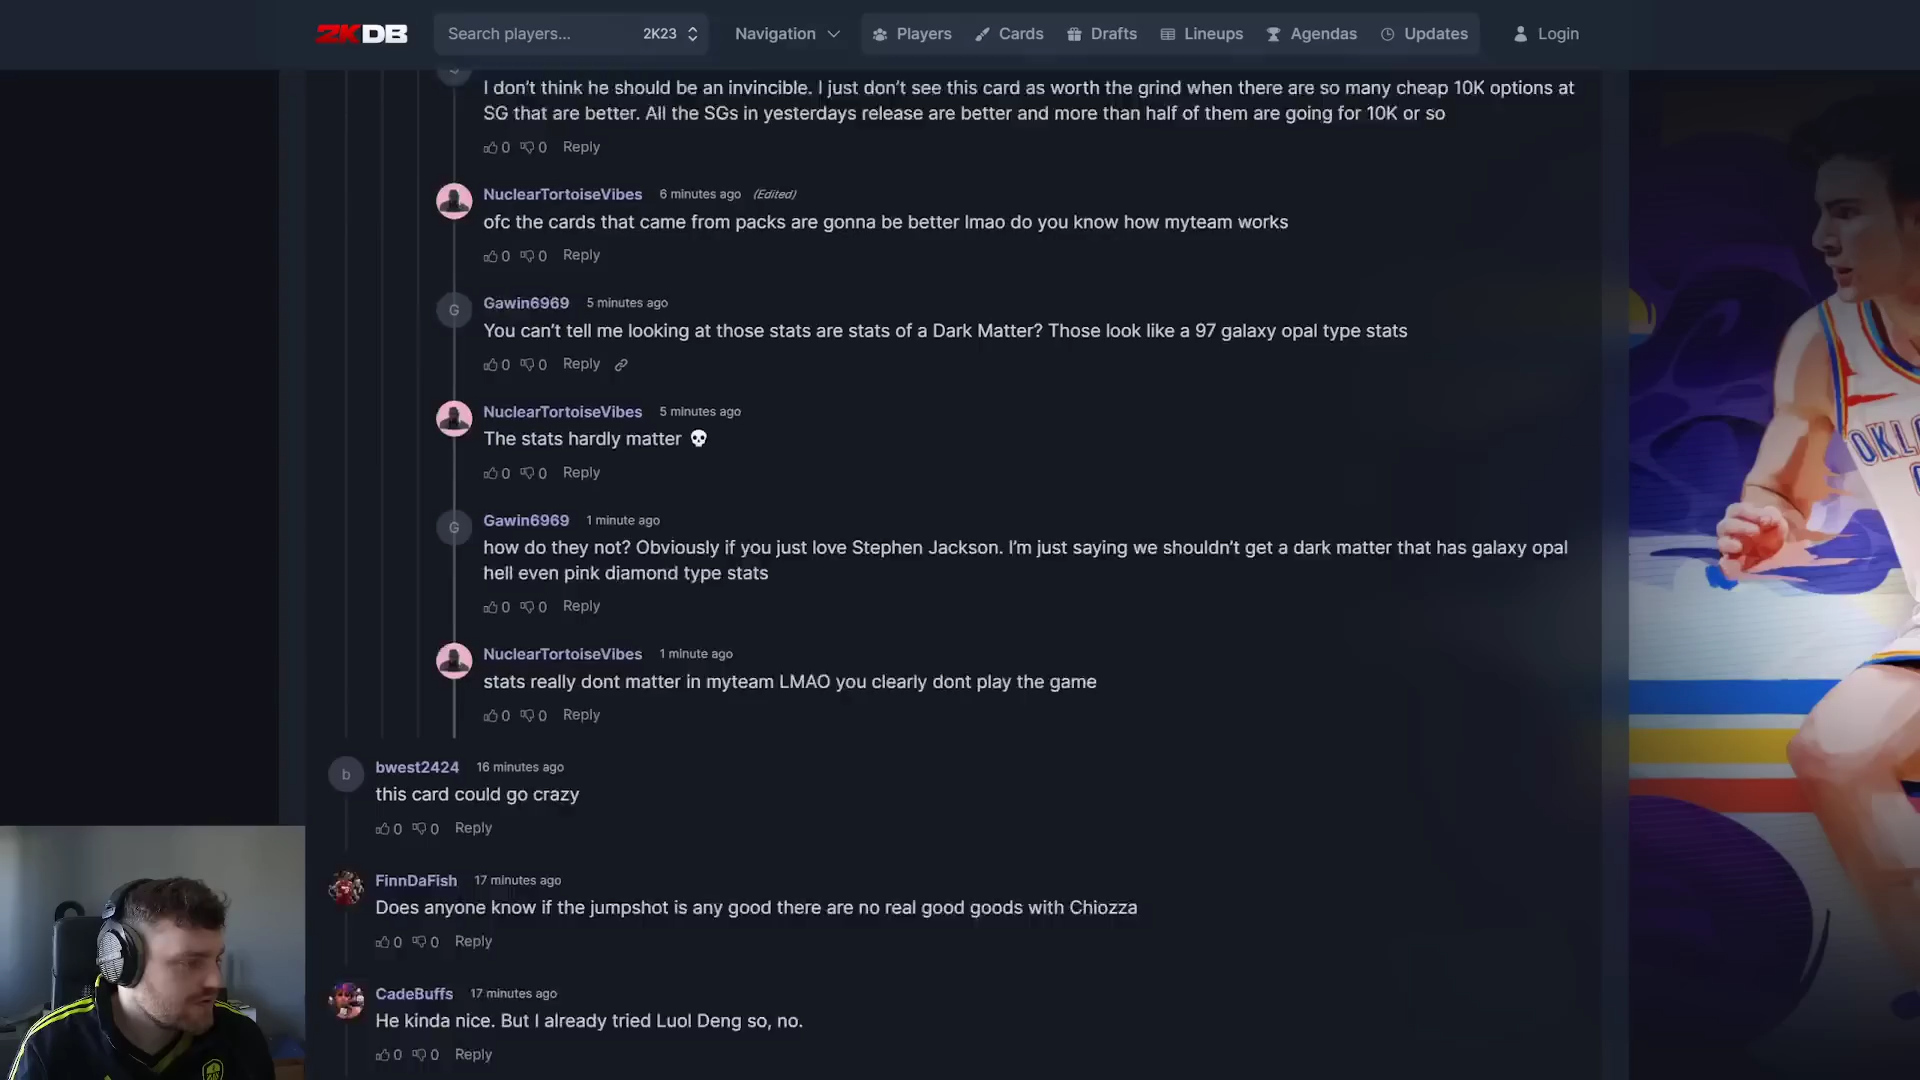 2KDB
Search players...
2K23
Navigation
Players
Cards
Drafts
Lineups
Agendas
Updates
Login
I don't think he should be an invincible. I just don't see this card as worth the grind when there are so many cheap 10K options at
SG that are better. All the SGs in yesterdays release are better and more than half of them are going for 10K or so
0 0 Reply
NuclearTortoiseVibes 6 minutes ago (Edited)
ofc the cards that came from packs are gonna be better lmao do you know how myteam works
0 0 Reply
G
Gawin6969 5 minutes ago
You can't tell me looking at those stats are stats of a Dark Matter? Those look like a 97 galaxy opal type stats
0 0 Reply
NuclearTortoiseVibes 5 minutes ago
The stats hardly matter 💀
0 0 Reply
G
Gawin6969 1 minute ago
how do they not? Obviously if you just love Stephen Jackson. I'm just saying we shouldn't get a dark matter that has galaxy opal
hell even pink diamond type stats
0 0 Reply
NuclearTortoiseVibes 1 minute ago
stats really dont matter in myteam LMAO you clearly dont play the game
0 0 Reply
b
bwest2424 16 minutes ago
this card could go crazy
0 0 Reply
FinnDaFish 17 minutes ago
Does anyone know if the jumpshot is any good there are no real good goods with Chiozza
0 0 Reply
CadeBuffs 17 minutes ago
He kinda nice. But I already tried Luol Deng so, no.
0 0 Reply